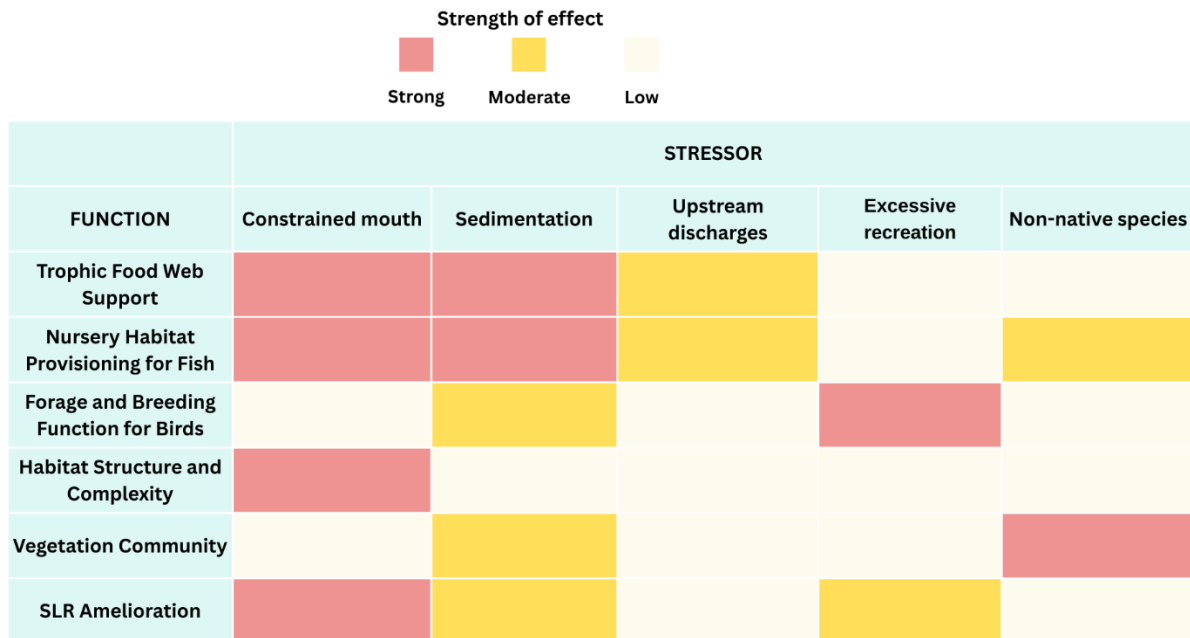 Strength of effect
Strong Moderate Low
STRESSOR
FUNCTION Constrained mouth Sedimentation Upstream discharges Excessive recreation Non-native species
Trophic Food Web
Support
Nursery Habitat
Provisioning for Fish
Forage and Breeding
Function for Birds
Habitat Structure and
Complexity
Vegetation Community
SLR Amelioration